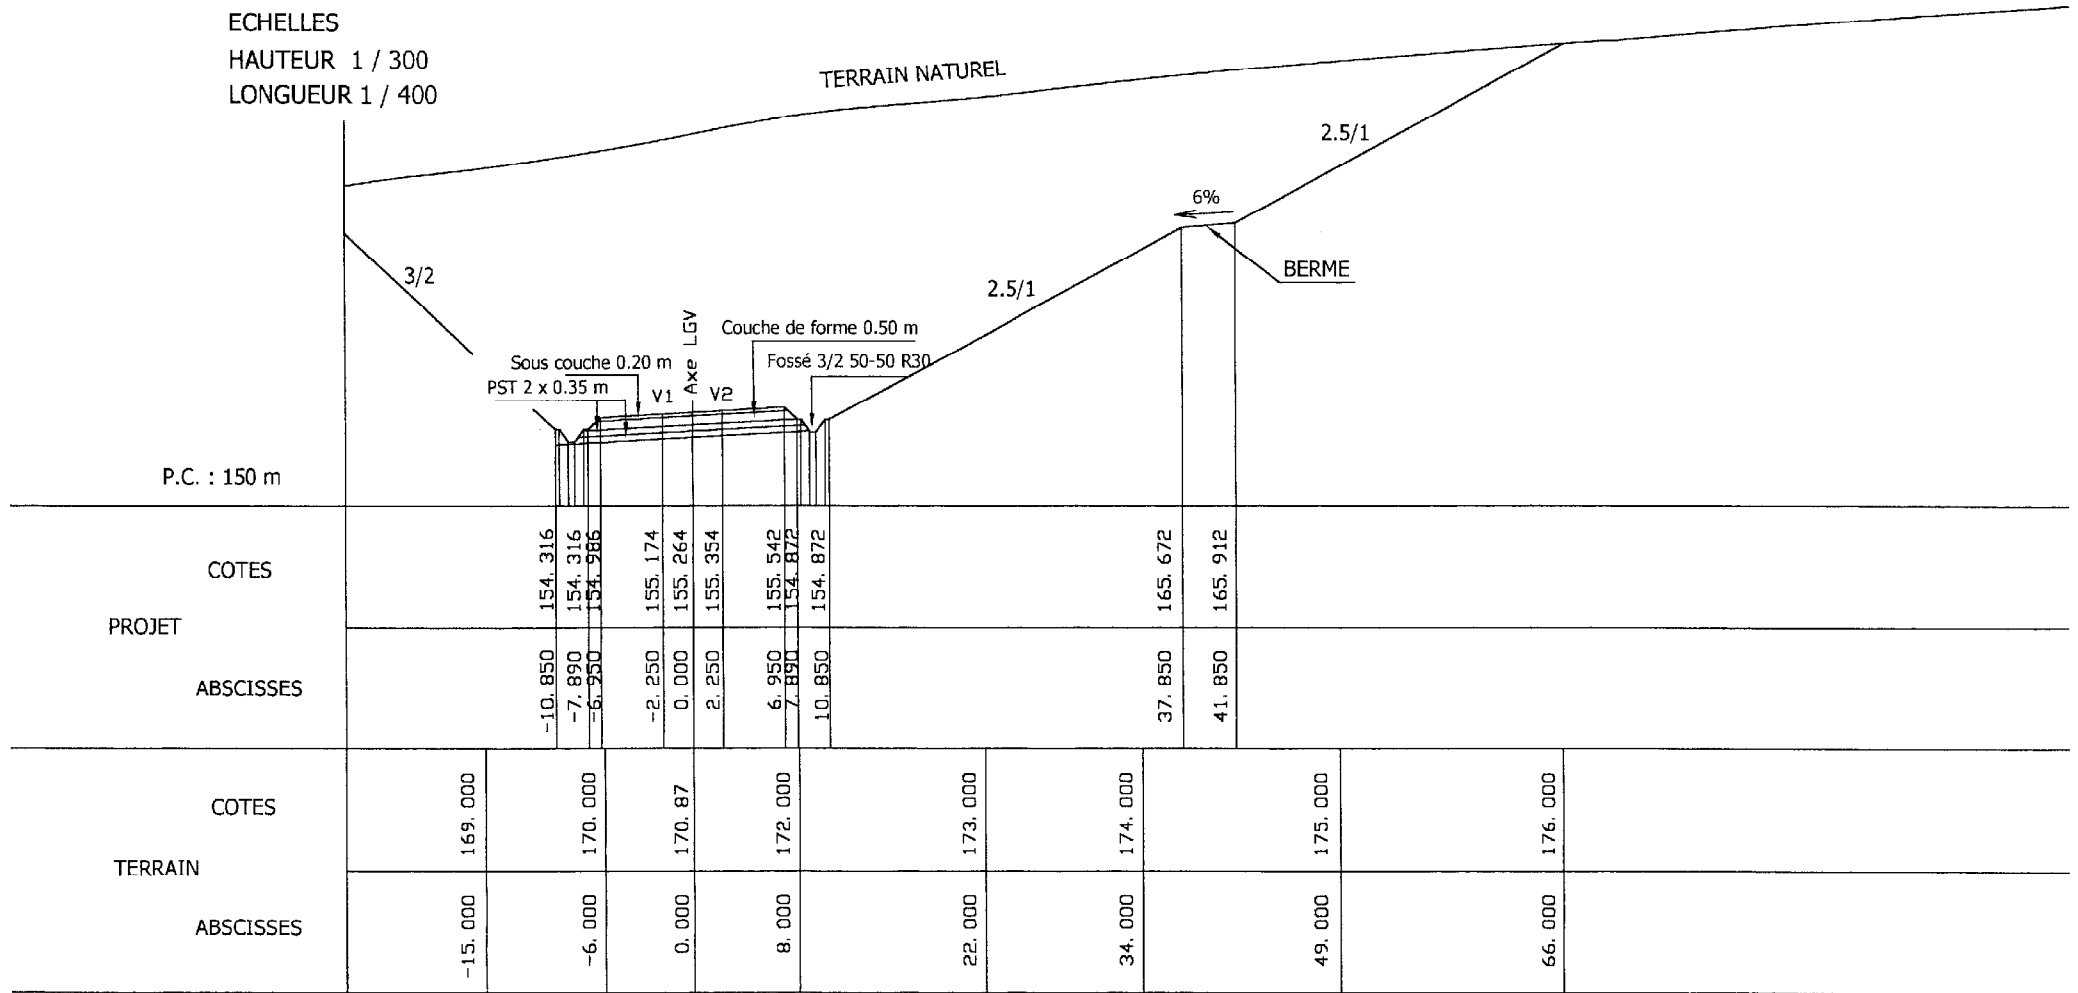 ECHELLES
HAUTEUR 1 / 300
LONGUEUR 1 / 400
TERRAIN NATUREL
2.5/1
6%
BERME
3/2
2.5/1
Axe LGV
Couche de forme 0.50 m
Sous couche 0.20 m
Fossé 3/2 50-50 R30
PST 2 x 0.35 m
V1
V2
P.C. : 150 m
PROJET
COTES
154. 316
154. 316
154. 986
155. 174
155. 264
155. 354
155. 542
154. 872
154. 872
165. 672
165. 912
ABSCISSES
-10. 850
-7. 890
-6. 950
-2. 250
0. 000
2. 250
6. 950
7. 890
10. 850
37. 850
41. 850
TERRAIN
COTES
169. 000
170. 000
170. 87
172. 000
173. 000
174. 000
175. 000
176. 000
ABSCISSES
-15. 000
-6. 000
0. 000
8. 000
22. 000
34. 000
49. 000
66. 000